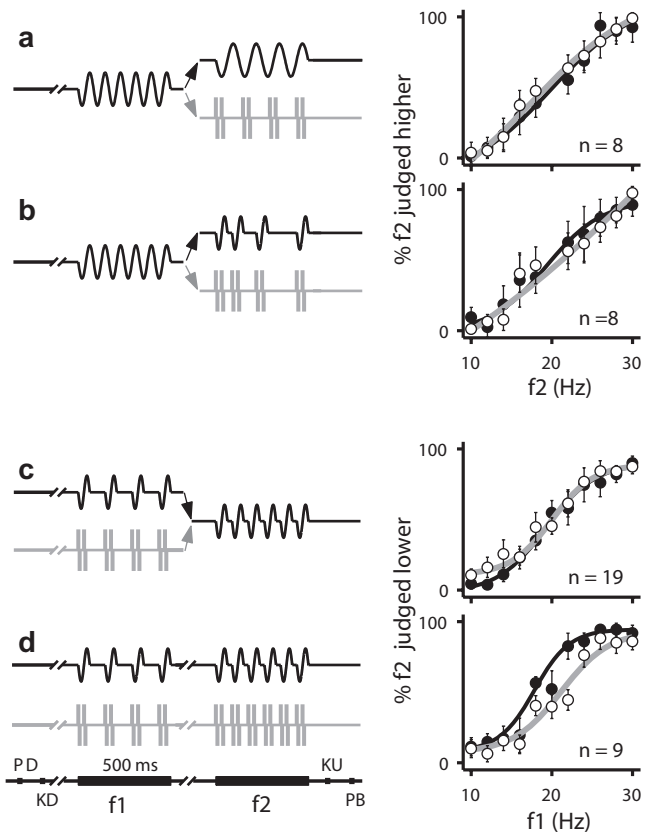 a
100
0
n = 8
b
100
0
n =8
10
20
30
f2 (Hz)
% f2 judged higher
c
100
0
n = 19
d
100
0
n = 9
10
20
30
f1 (Hz)
% f2 judged lower
PD
KD
500 ms
f1
f2
KU
PB